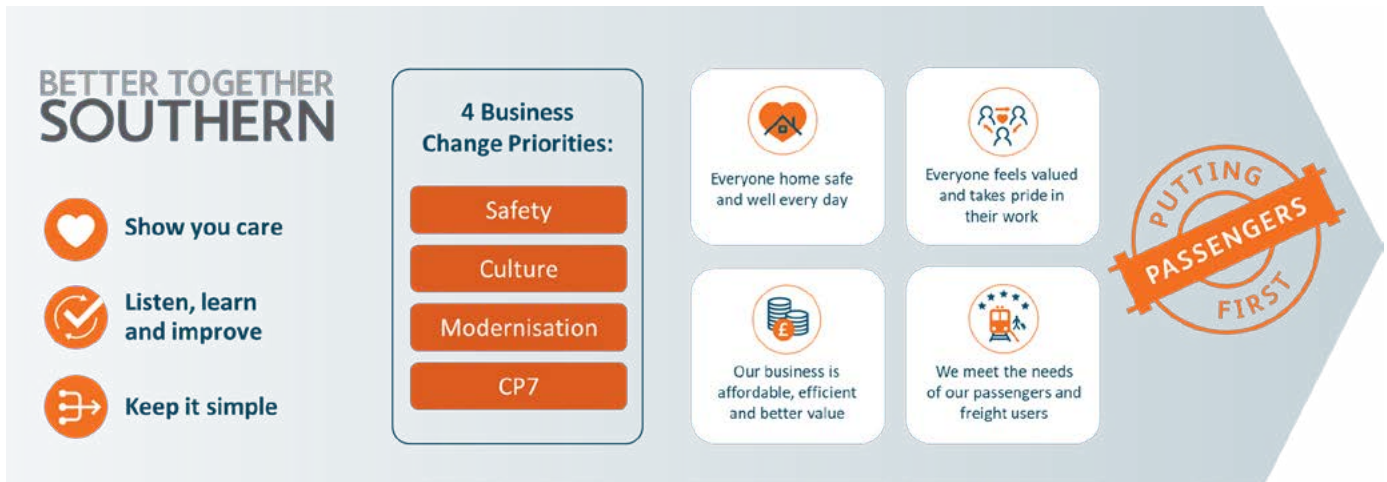 BETTER TOGETHER
SOUTHERN
Show you care
Listen, learn
and improve
Keep it simple
4 Business
Change Priorities:
Safety
Culture
Modernisation
CP7
Everyone home safe
and well every day
Everyone feels valued
and takes pride in
their work
£
Our business is
affordable, efficient
and better value
We meet the needs
of our passengers and
freight users
PUTTING
PASSENGERS
FIRST